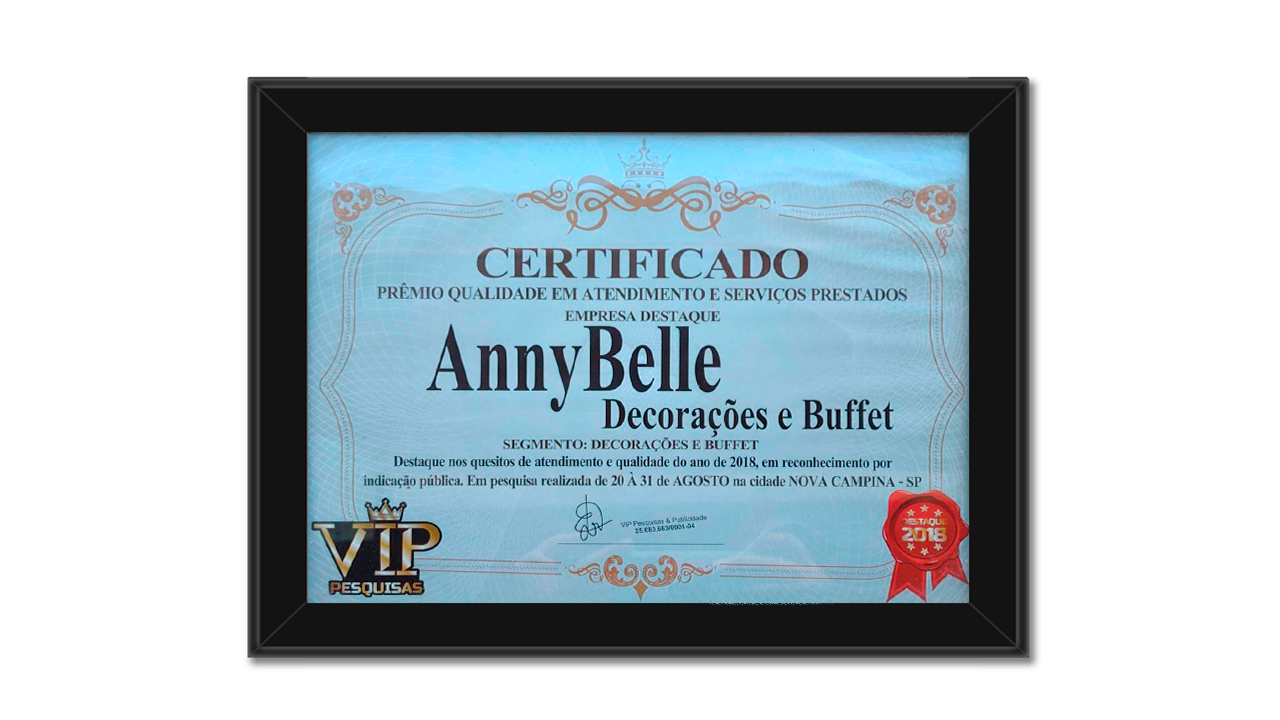 CERTIFICADO
PRÊMIO QUALIDADE EM ATENDIMENTO E SERVIÇOS PRESTADOS
EMPRESA DESTAQUE
AnnyBelle
Decorações e Buffet
SEGMENTO: DECORAÇÕES E BUFFET
Destaque nos quesitos de atendimento e qualidade do ano de 2018, em reconhecimento por
indicação pública. Em pesquisa realizada de 20 À 31 de AGOSTO na cidade NOVA CAMPINA - SP
VIP Pesquisas & Publicidade
25.683.683/0001-04
VIP
PESQUISAS
DESTAQUE
2018